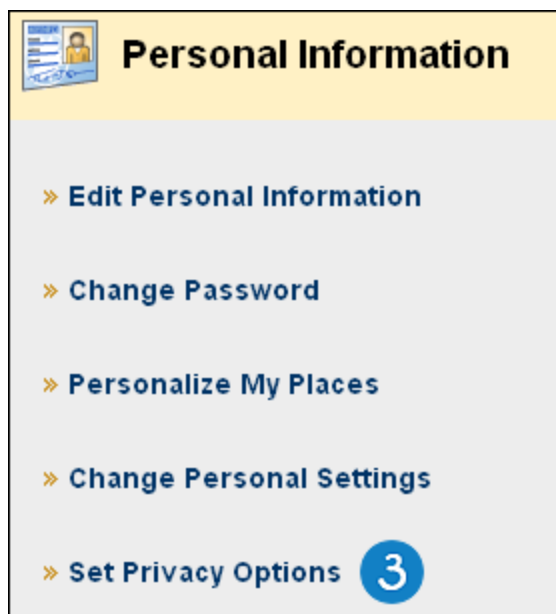 Personal Information
» Edit Personal Information
» Change Password
» Personalize My Places
» Change Personal Settings
» Set Privacy Options 3